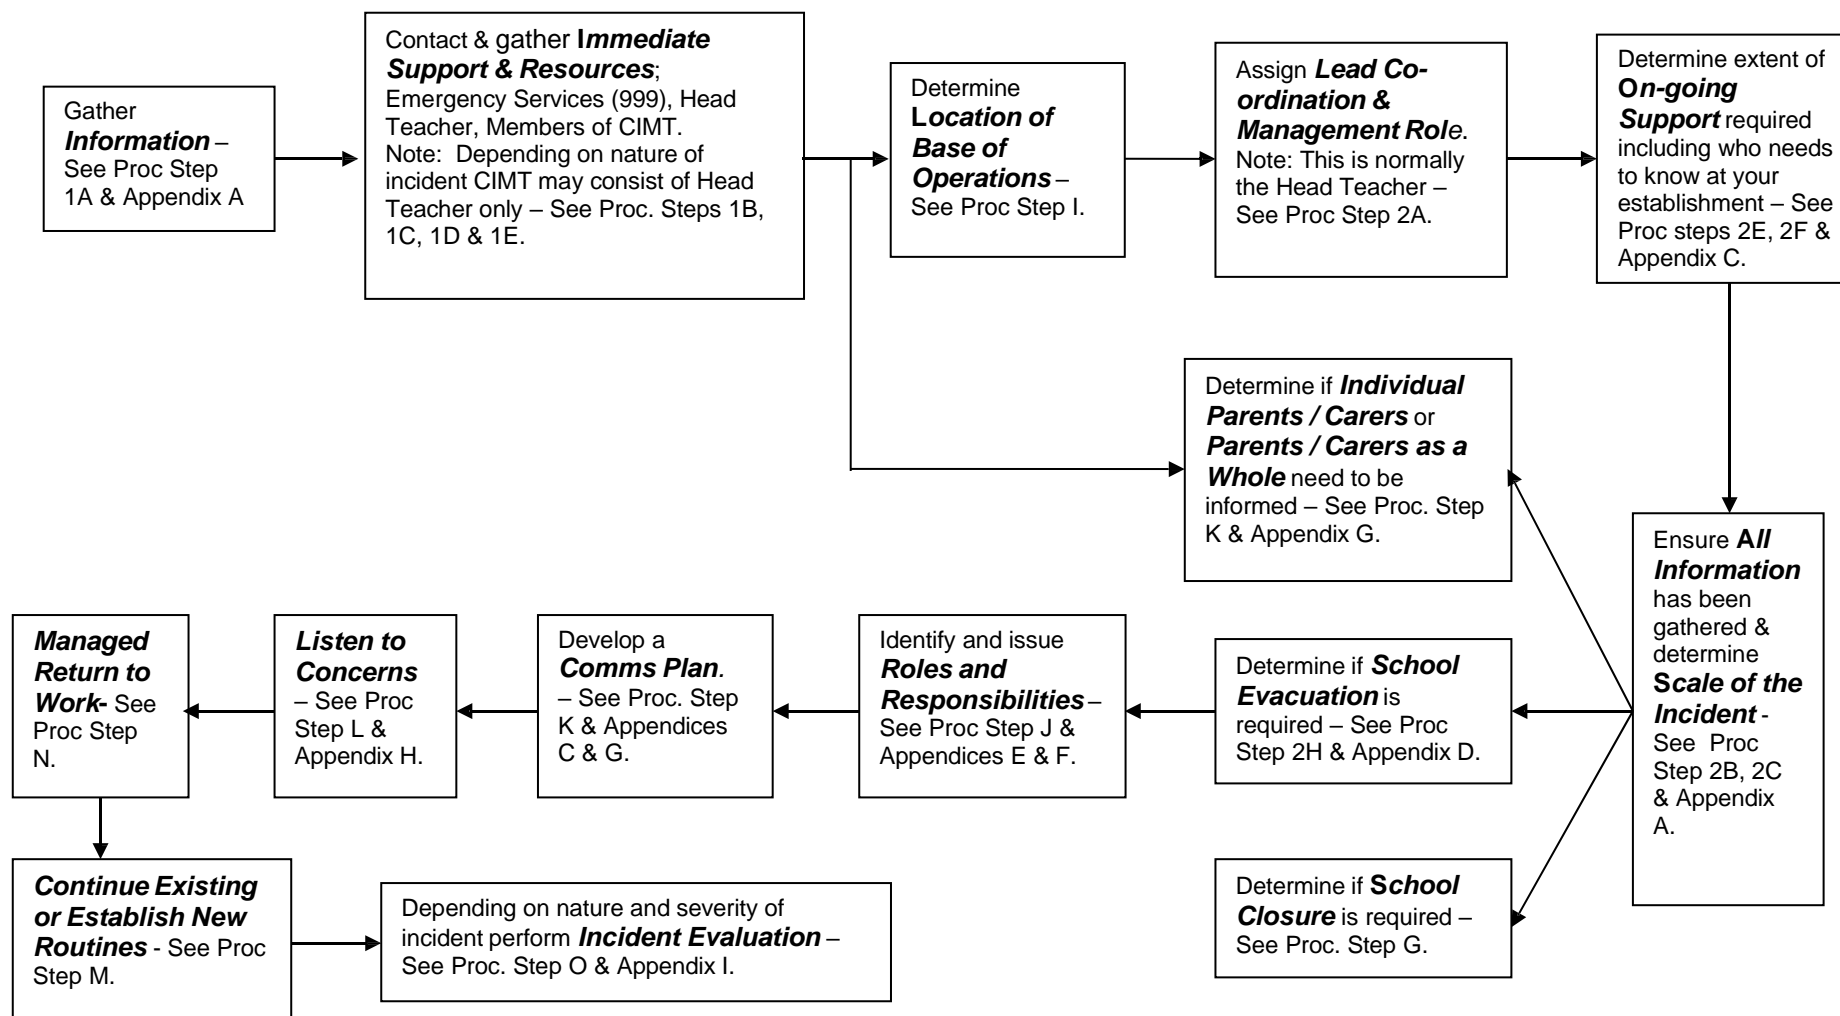 Gather
Information –
See Proc Step
1A & Appendix A
Contact & gather Immediate
Support & Resources;
Emergency Services (999), Head
Teacher, Members of CIMT.
Note: Depending on nature of
incident CIMT may consist of Head
Teacher only – See Proc. Steps 1B,
1C, 1D & 1E.
Determine
Location of
Base of
Operations –
See Proc Step I.
Assign Lead Co-
ordination &
Management Role.
Note: This is normally
the Head Teacher –
See Proc Step 2A.
Determine extent of
On-going
Support required
including who needs
to know at your
establishment – See
Proc steps 2E, 2F &
Appendix C.
Determine if Individual
Parents / Carers or
Parents / Carers as a
Whole need to be
informed – See Proc. Step
K & Appendix G.
Ensure All
Information
has been
gathered &
determine
Scale of the
Incident -
See Proc
Step 2B, 2C
& Appendix
A.
Determine if School
Evacuation is
required – See Proc
Step 2H & Appendix D.
Determine if School
Closure is required –
See Proc. Step G.
Identify and issue
Roles and
Responsibilities –
See Proc Step J &
Appendices E & F.
Develop a
Comms Plan.
– See Proc. Step
K & Appendices
C & G.
Listen to
Concerns
– See Proc
Step L &
Appendix H.
Managed
Return to
Work- See
Proc Step
N.
Continue Existing
or Establish New
Routines - See Proc
Step M.
Depending on nature and severity of
incident perform Incident Evaluation –
See Proc. Step O & Appendix I.